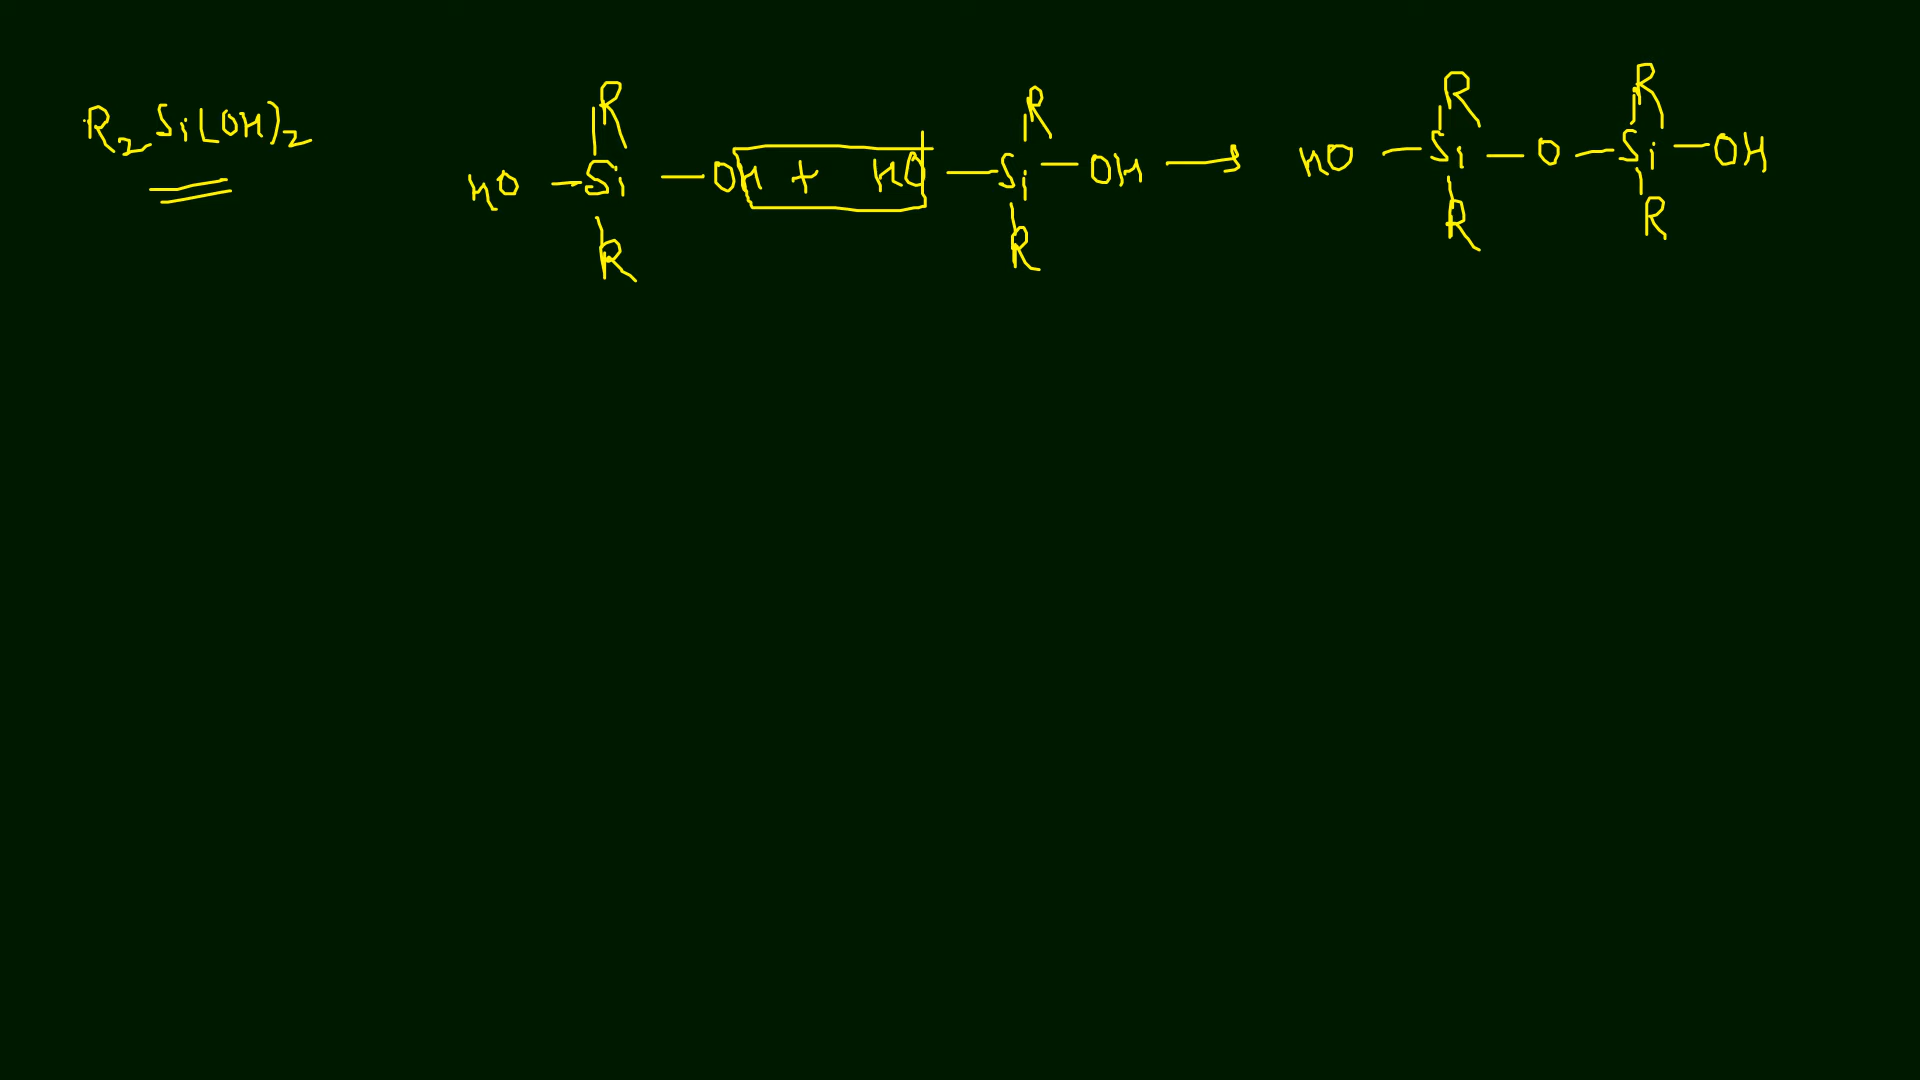 R R R R
R₂Si(OH)₂ HO — Si — OH + HO — Si — OH → HO — Si — O — Si — OH
R R R R